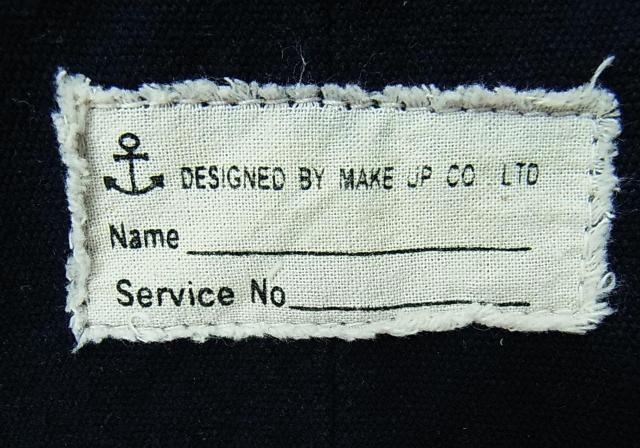 DESIGNED BY MAKE UP CO LTD
Name
Service No